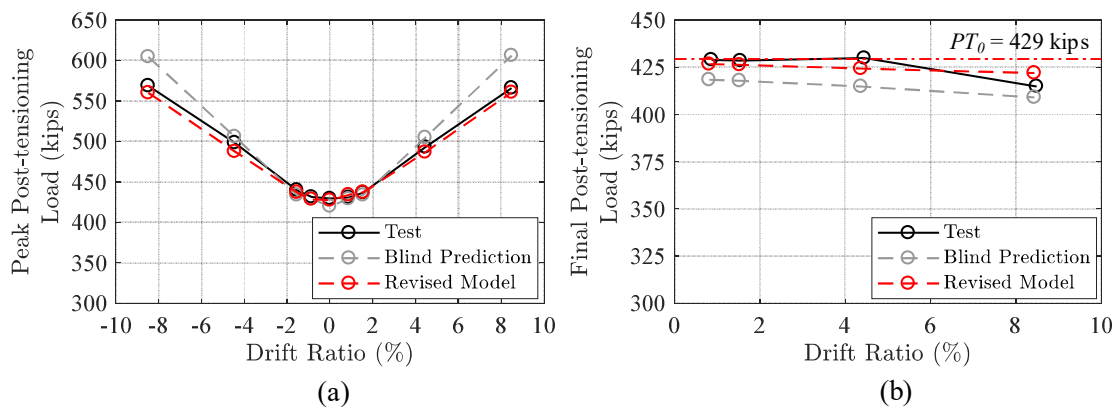 Peak Post-tensioning
Load (kips)
650
600
550
500
450
400
350
300
-10 -8 -6 -4 -2 0 2 4 6 8 10
Drift Ratio (%)
Test
Blind Prediction
Revised Model
(a)
Final Post-tensioning
Load (kips)
450
425
400
375
350
325
300
0 2 4 6 8 10
Drift Ratio (%)
PT0 = 429 kips
Test
Blind Prediction
Revised Model
(b)